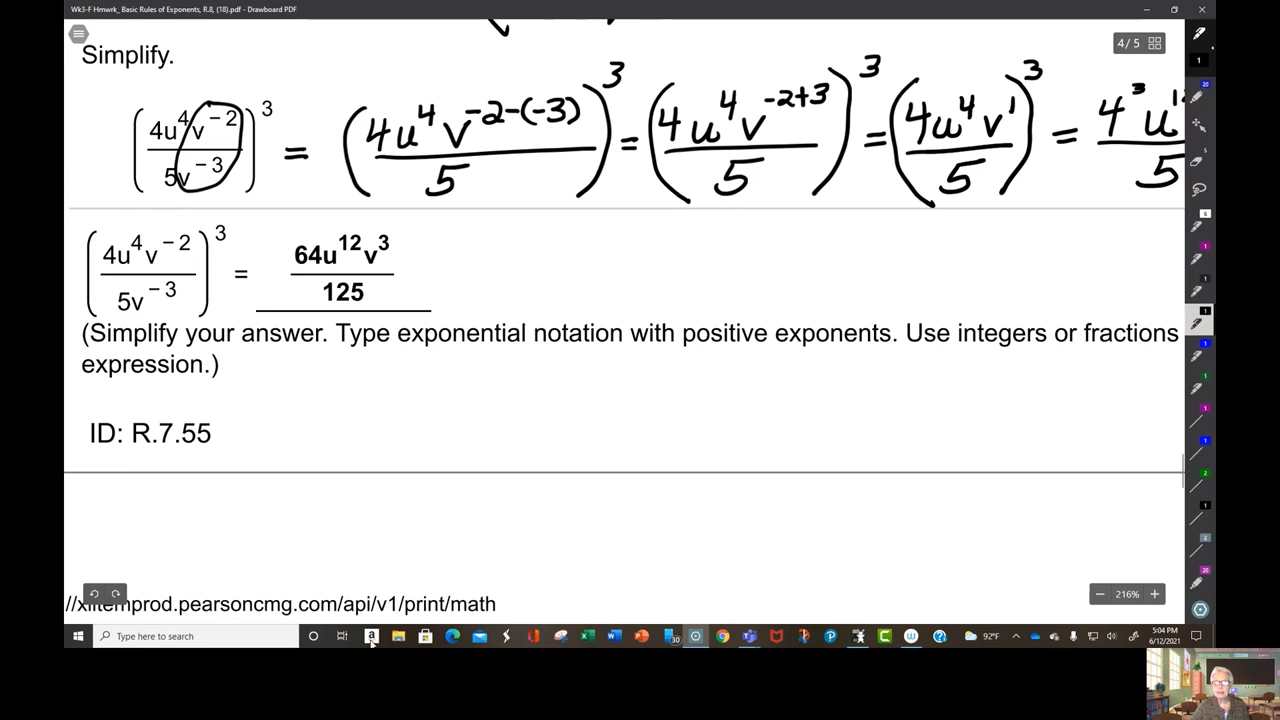 Wk3-F Hmwrk_ Basic Rules of Exponents, R.8, (18).pdf - Drawboard PDF
4 / 5
Simplify.
(4u⁴v⁻²/5v⁻³)³ = (4u⁴v⁻²⁻⁽⁻³⁾/5)³ = (4u⁴v⁻²⁺³/5)³ = (4u⁴v¹/5)³ = 4³u¹²/5
(4u⁴v⁻²/5v⁻³)³ = 64u¹²v³/125
(Simplify your answer. Type exponential notation with positive exponents. Use integers or fractions
expression.)
ID: R.7.55
//xlitemprod.pearsoncmg.com/api/v1/print/math
216%
Type here to search
92°F
5:04 PM
6/12/2021